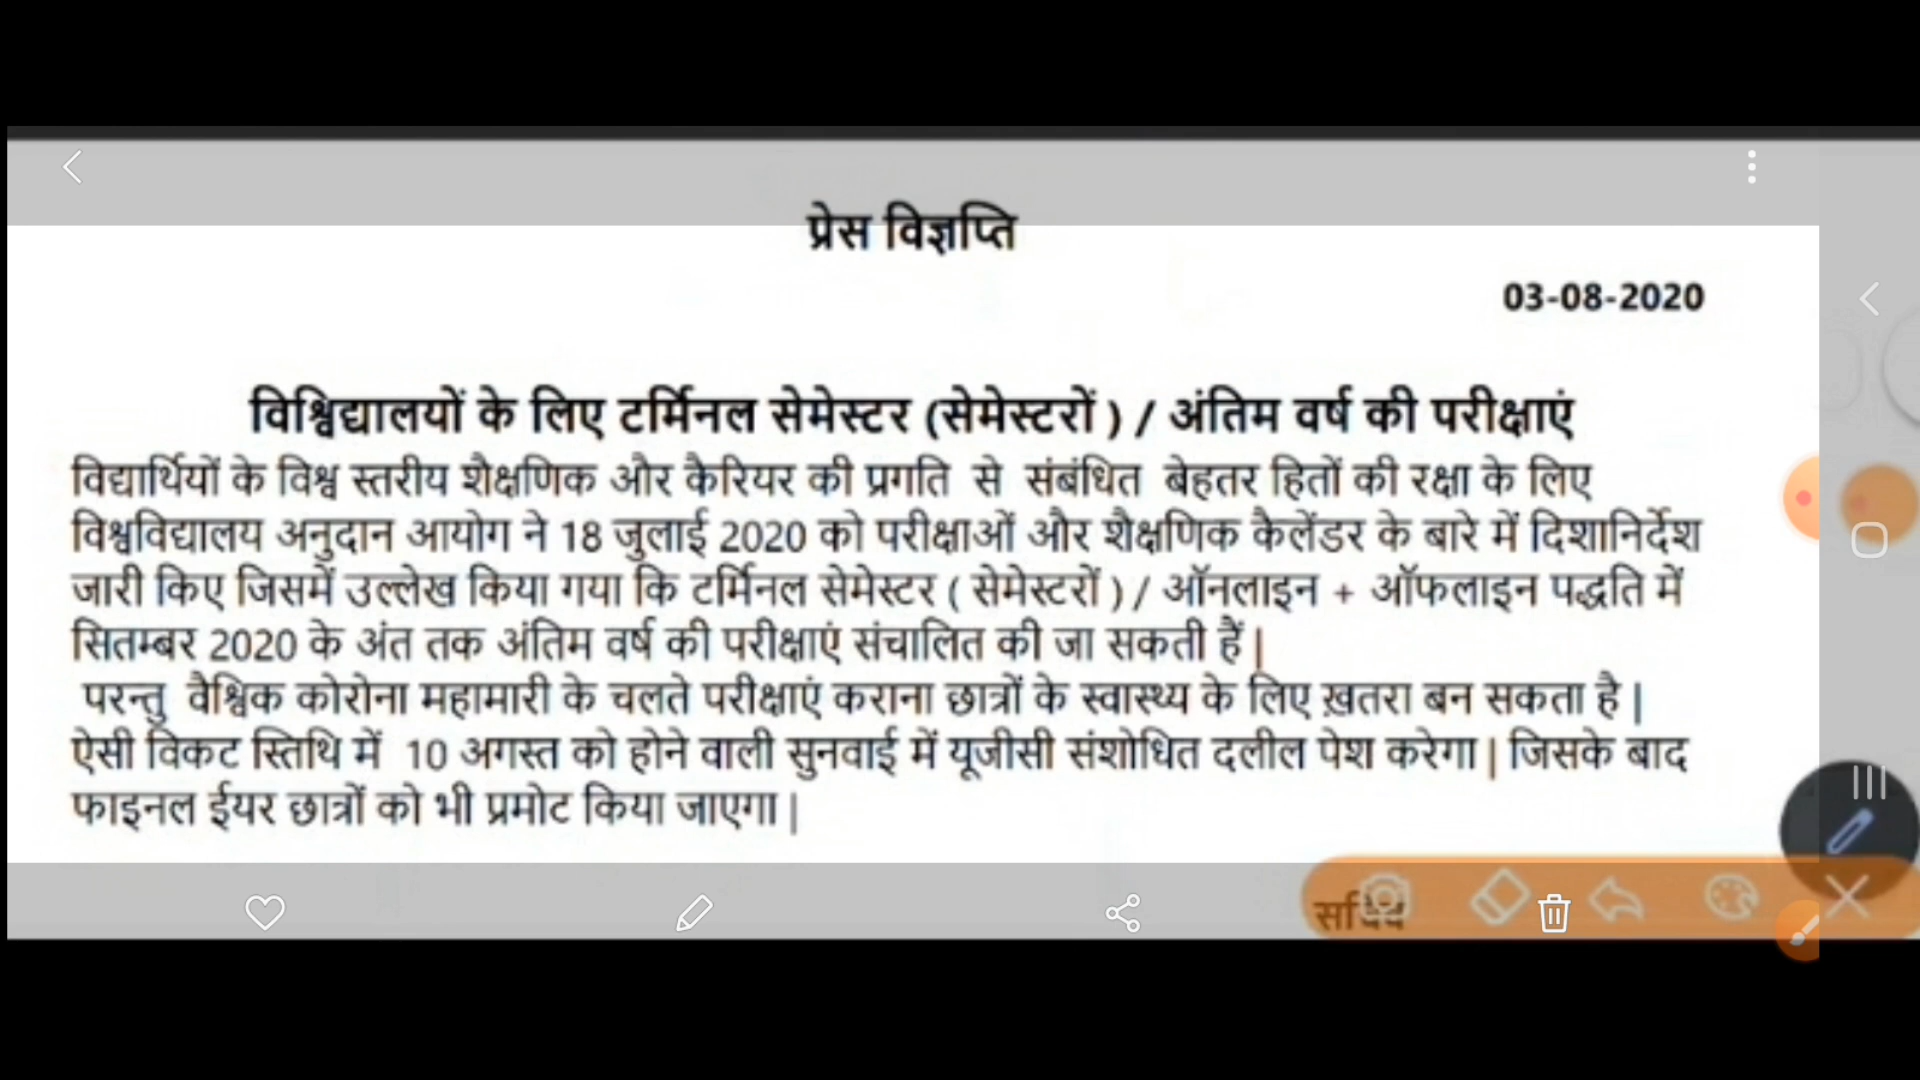 प्रेस विज्ञप्ति
03-08-2020
विश्विद्यालयों के लिए टर्मिनल सेमेस्टर (सेमेस्टरों ) / अंतिम वर्ष की परीक्षाएं
विद्यार्थियों के विश्व स्तरीय शैक्षणिक और कैरियर की प्रगति से संबंधित बेहतर हितों की रक्षा के लिए
विश्वविद्यालय अनुदान आयोग ने 18 जुलाई 2020 को परीक्षाओं और शैक्षणिक कैलेंडर के बारे में दिशानिर्देश
जारी किए जिसमें उल्लेख किया गया कि टर्मिनल सेमेस्टर ( सेमेस्टरों ) / ऑनलाइन + ऑफलाइन पद्धति में
सितम्बर 2020 के अंत तक अंतिम वर्ष की परीक्षाएं संचालित की जा सकती हैं |
परन्तु वैश्विक कोरोना महामारी के चलते परीक्षाएं कराना छात्रों के स्वास्थ्य के लिए ख़तरा बन सकता है |
ऐसी विकट स्तिथि में 10 अगस्त को होने वाली सुनवाई में यूजीसी संशोधित दलील पेश करेगा | जिसके बाद
फाइनल ईयर छात्रों को भी प्रमोट किया जाएगा |